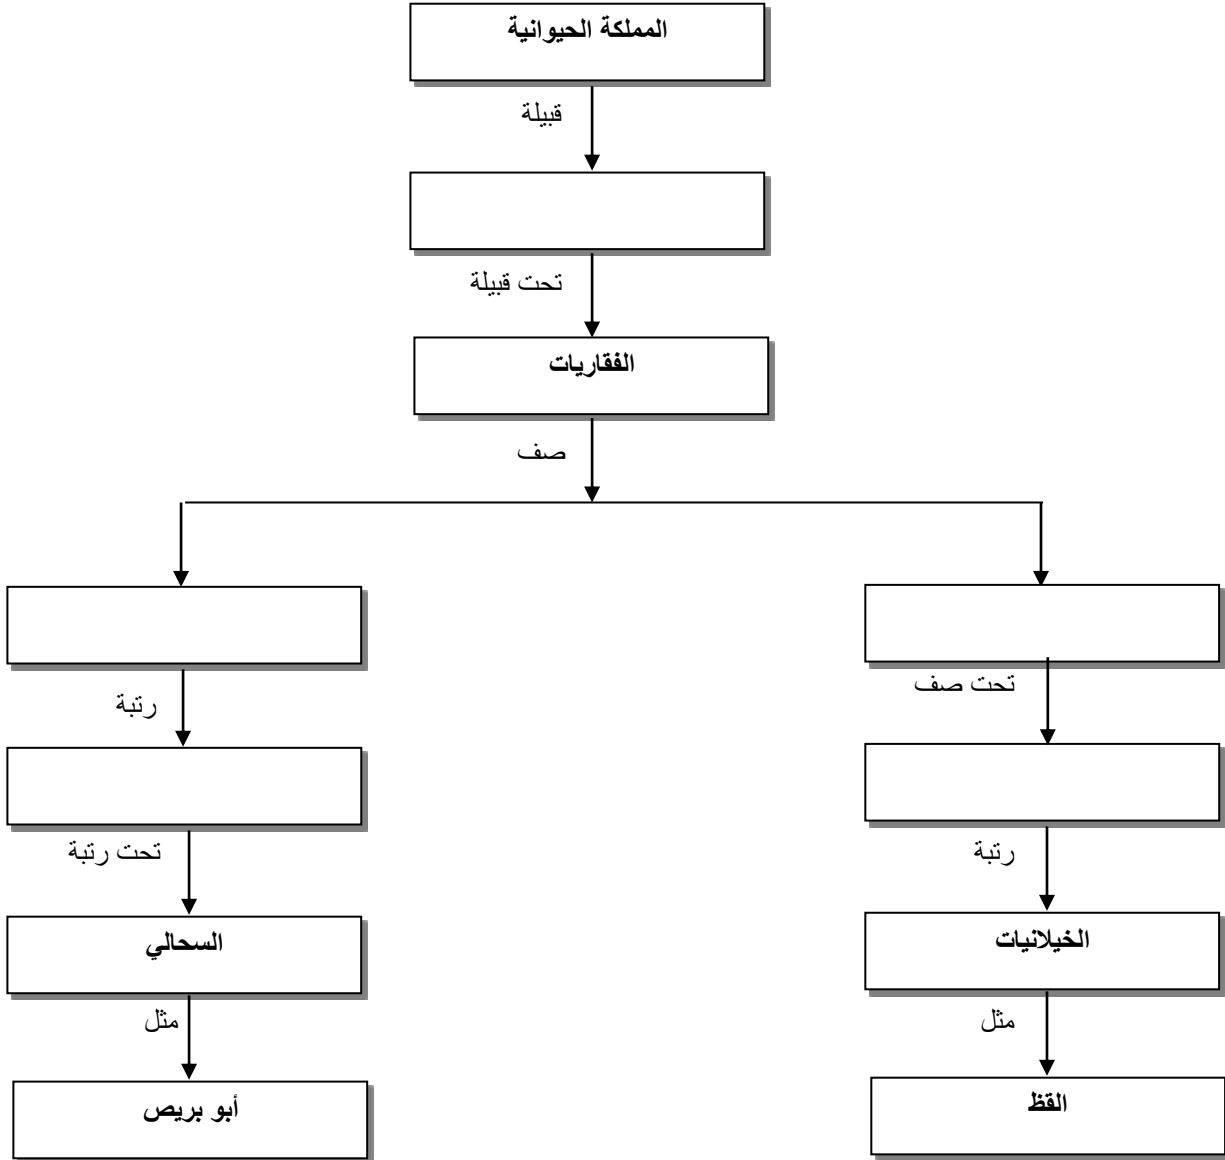 المملكة الحيوانية
قبيلة
تحت قبيلة
الفقاريات
صف
تحت صف
رتبة
رتبة
تحت رتبة
الخيلانيات
السحالي
مثل
مثل
القظ
أبو بريص